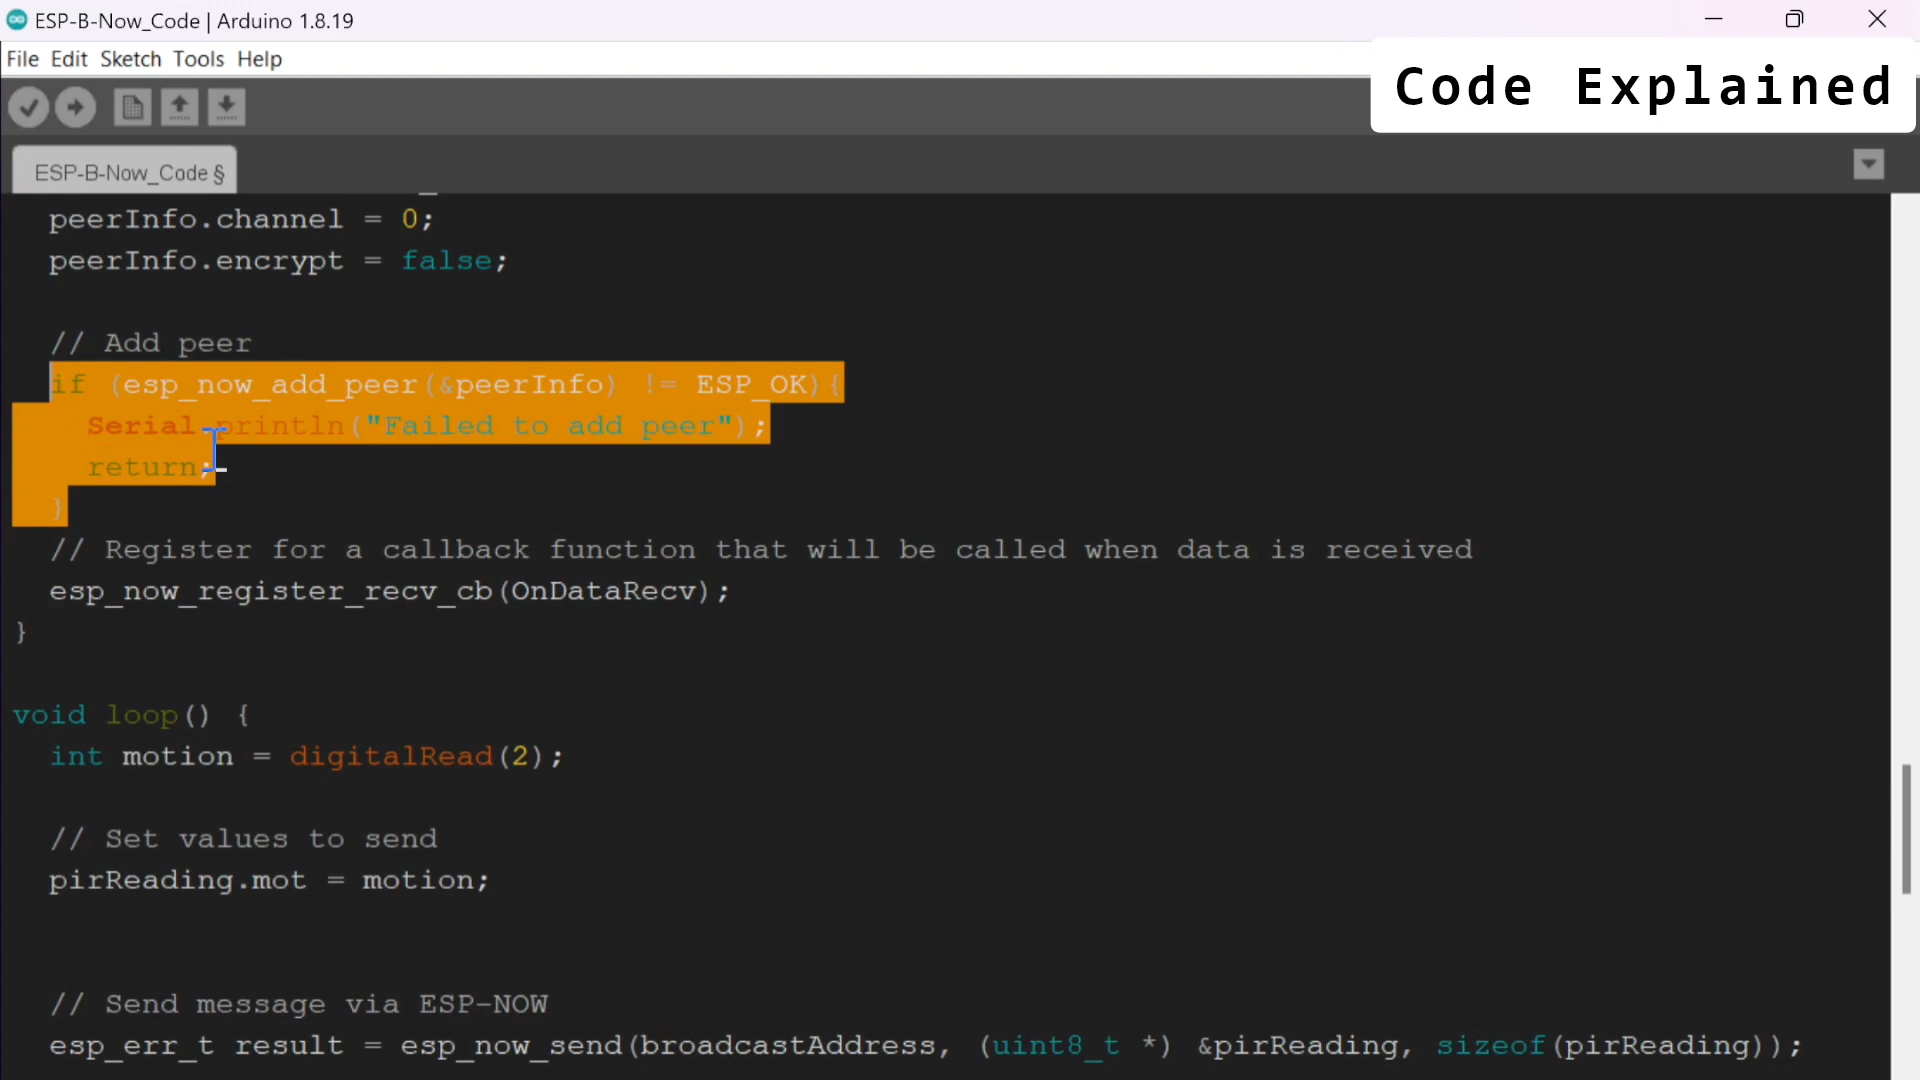 ESP-B-Now_Code | Arduino 1.8.19
File Edit Sketch Tools Help
Code Explained
ESP-B-Now_Code §
peerInfo.channel = 0;
peerInfo.encrypt = false;
// Add peer
if (esp_now_add_peer(&peerInfo) != ESP_OK){
Serial.println("Failed to add peer");
return;
}
// Register for a callback function that will be called when data is received
esp_now_register_recv_cb(OnDataRecv);
}
void loop() {
int motion = digitalRead(2);
// Set values to send
pirReading.mot = motion;
// Send message via ESP-NOW
esp_err_t result = esp_now_send(broadcastAddress, (uint8_t *) &pirReading, sizeof(pirReading));